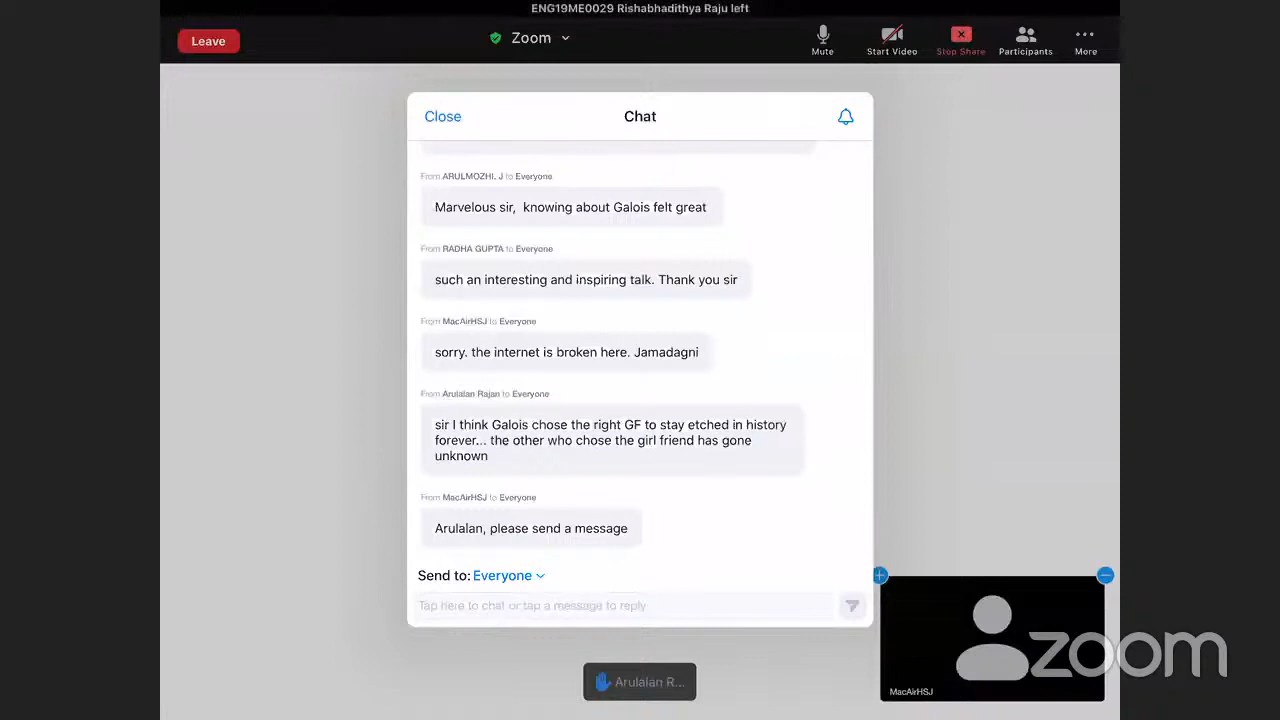 ENG19ME0029 Rishabhadithya Raju left
Leave
Zoom
Mute
Start Video
Stop Share
Participants
More
Close
Chat
From ARULMOZHI. J to Everyone
Marvelous sir,  knowing about Galois felt great
From RADHA GUPTA to Everyone
such an interesting and inspiring talk. Thank you sir
From MacAirHSJ to Everyone
sorry. the internet is broken here. Jamadagni
From Arulalan Rajan to Everyone
sir I think Galois chose the right GF to stay etched in history
forever... the other who chose the girl friend has gone
unknown
From MacAirHSJ to Everyone
Arulalan, please send a message
Send to: Everyone
Tap here to chat or tap a message to reply
Arulalan R...
MacAirHSJ
zoom